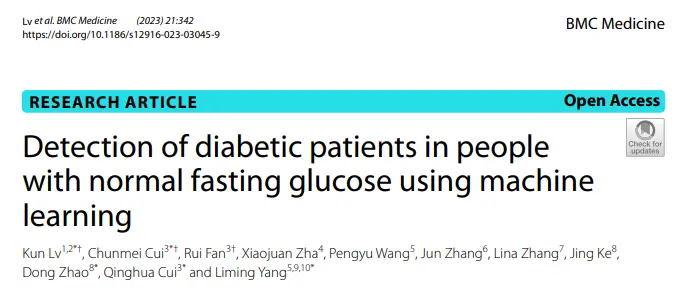 Lv et al. BMC Medicine (2023) 21:342
https://doi.org/10.1186/s12916-023-03045-9
BMC Medicine
RESEARCH ARTICLE
Open Access
Check for
updates
Detection of diabetic patients in people
with normal fasting glucose using machine
learning
Kun Lv1,2*†, Chunmei Cui3*†, Rui Fan3†, Xiaojuan Zha4, Pengyu Wang5, Jun Zhang6, Lina Zhang7, Jing Ke8,
Dong Zhao8*, Qinghua Cui3* and Liming Yang5,9,10*